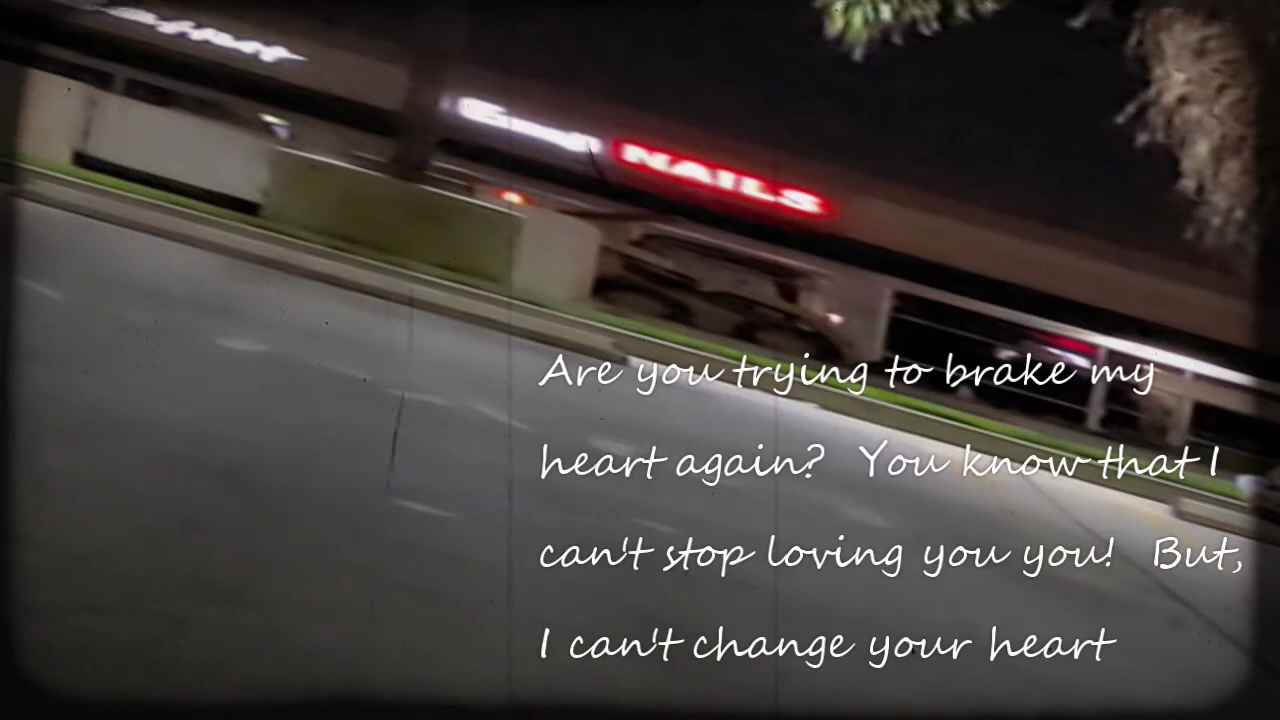 NAILS
Are you trying to brake my
heart again? You know that I
can't stop loving you you! But,
I can't change your heart